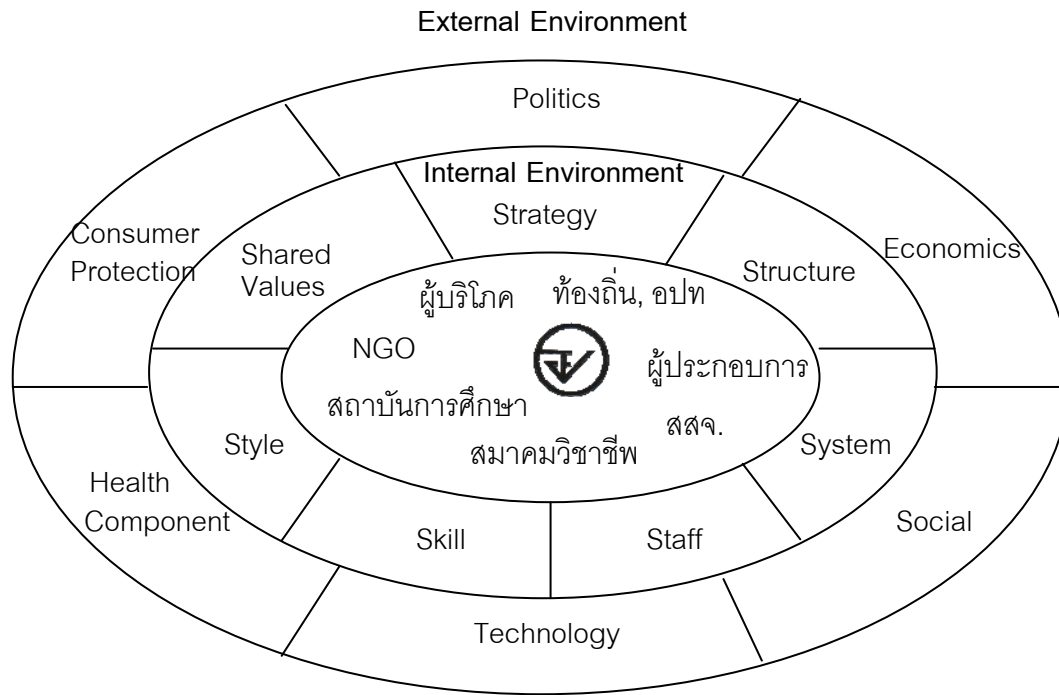 External Environment
Politics
Internal Environment
Strategy
Consumer
Protection
Shared
Values
Structure
Economics
ผู้บริโภค
ท้องถิ่น, อปท
NGO
ผู้ประกอบการ
สถาบันการศึกษา
สสจ.
สมาคมวิชาชีพ
Style
System
Health
Component
Skill
Staff
Social
Technology